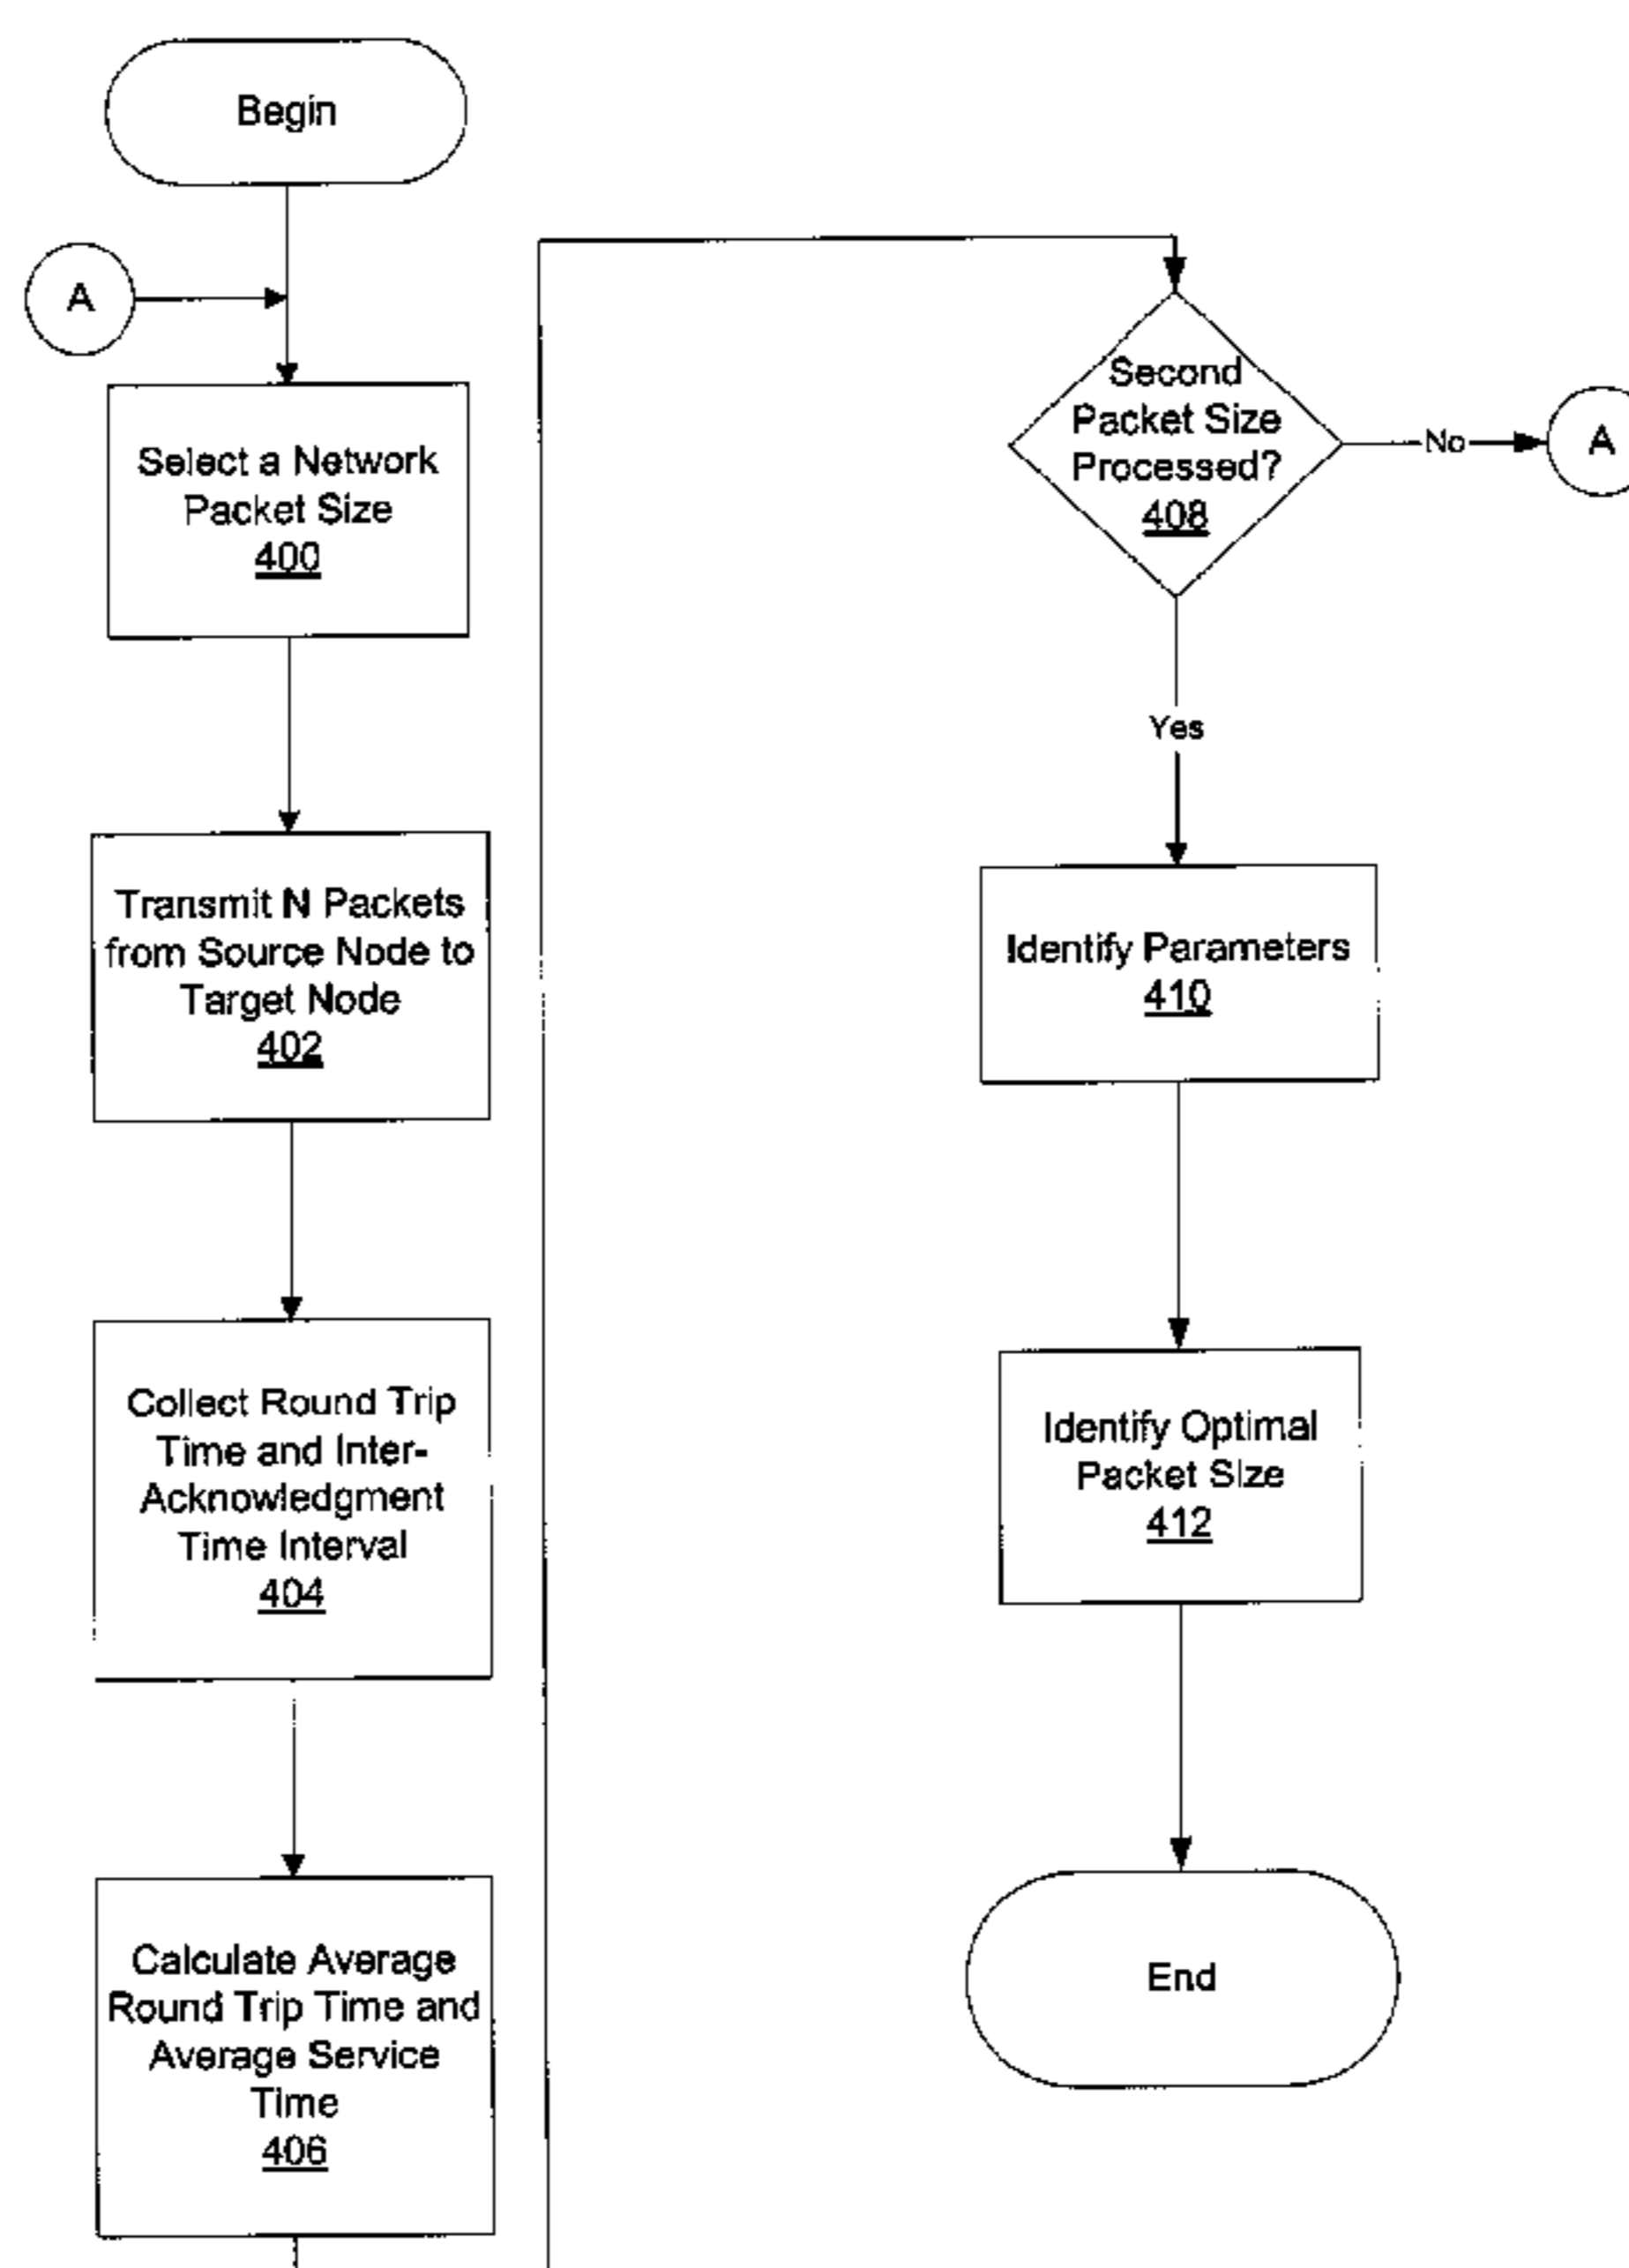 Begin
A
Select a Network
Packet Size
400
Transmit N Packets
from Source Node to
Target Node
402
Collect Round Trip
Time and Inter-
Acknowledgment
Time Interval
404
Calculate Average
Round Trip Time and
Average Service
Time
406
Second
Packet Size
Processed?
408
No
A
Yes
Identify Parameters
410
Identify Optimal
Packet SIze
412
End